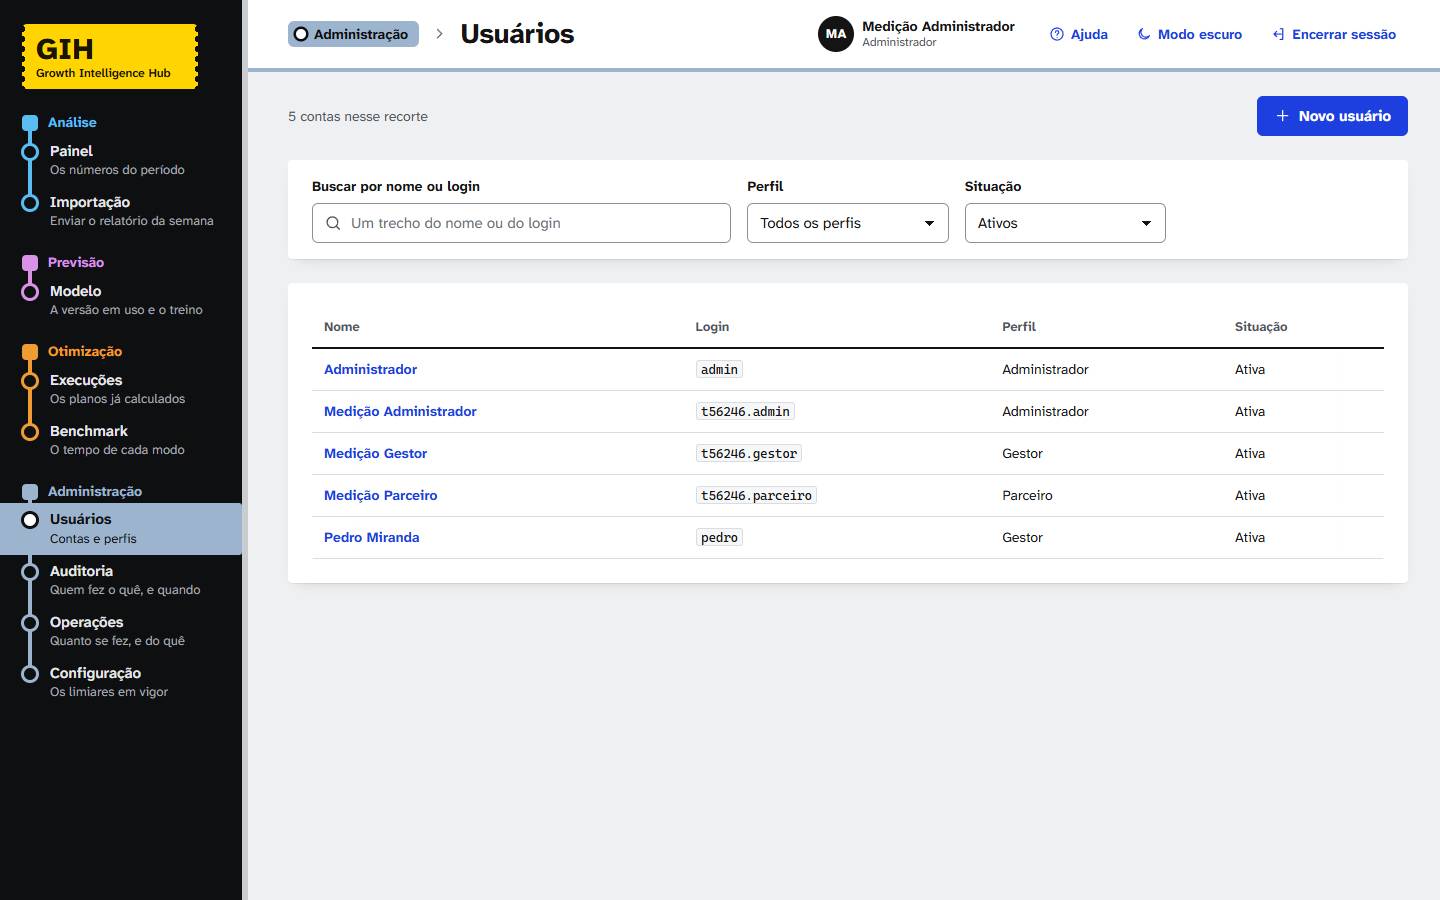 GIH
Growth Intelligence Hub
Análise
Painel
Os números do período
Importação
Enviar o relatório da semana
Previsão
Modelo
A versão em uso e o treino
Otimização
Execuções
Os planos já calculados
Benchmark
O tempo de cada modo
Administração
Usuários
Contas e perfis
Auditoria
Quem fez o quê, e quando
Operações
Quanto se fez, e do quê
Configuração
Os limiares em vigor
Administração
Usuários
MA
Medição Administrador
Administrador
Ajuda
Modo escuro
Encerrar sessão
5 contas nesse recorte
Novo usuário
Buscar por nome ou login
Perfil
Situação
Um trecho do nome ou do login
Todos os perfis
Ativos
Nome Login Perfil Situação
Administrador admin Administrador Ativa
Medição Administrador t56246.admin Administrador Ativa
Medição Gestor t56246.gestor Gestor Ativa
Medição Parceiro t56246.parceiro Parceiro Ativa
Pedro Miranda pedro Gestor Ativa